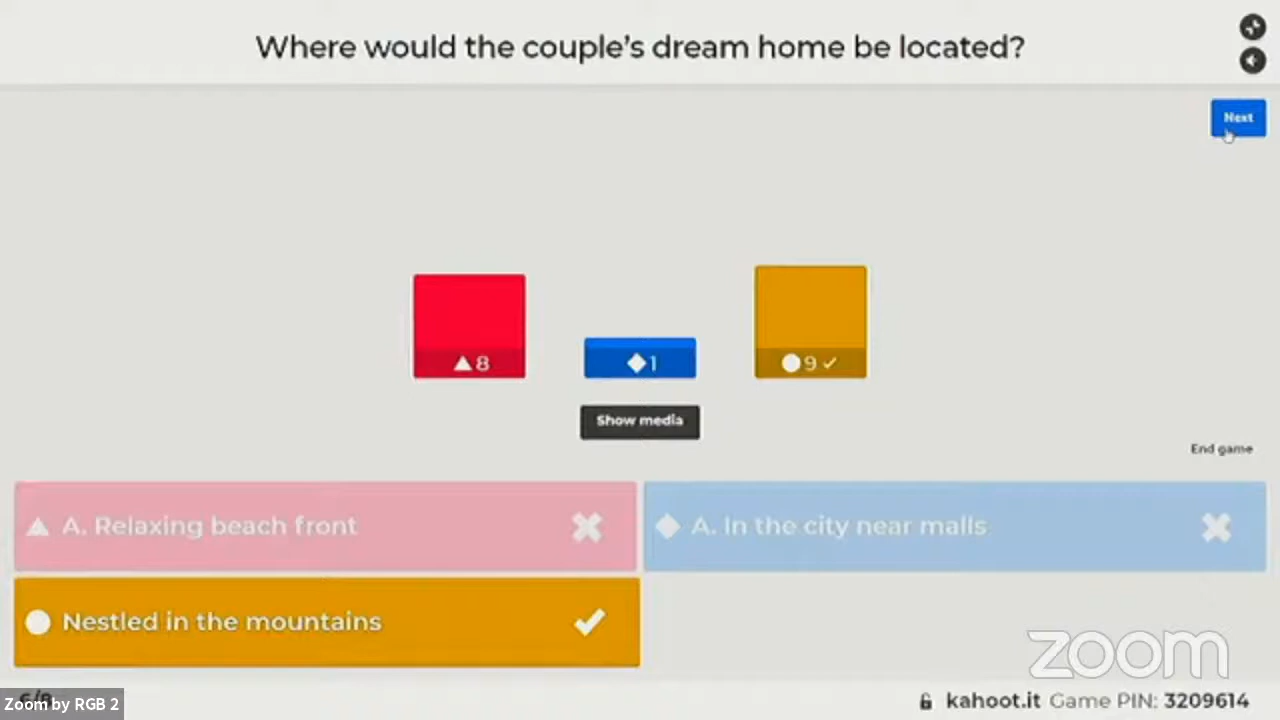 Where would the couple's dream home be located?
Next
8
1
9
Show media
End game
A. Relaxing beach front
A. In the city near malls
Nestled in the mountains
zoom
6/8
Zoom by RGB 2
kahoot.it Game PIN: 3209614